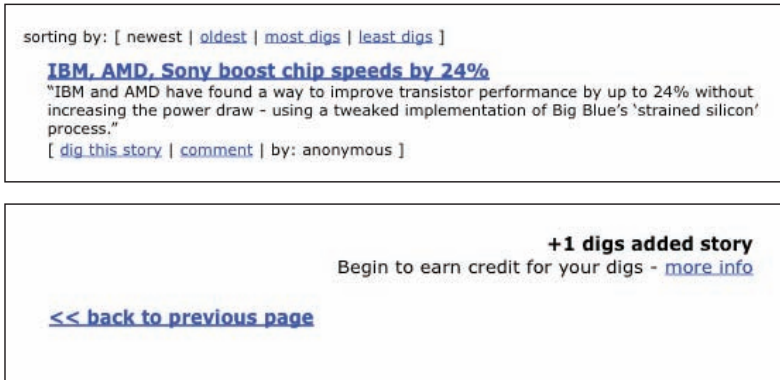 sorting by: [ newest | oldest | most digs | least digs ]
IBM, AMD, Sony boost chip speeds by 24%
“IBM and AMD have found a way to improve transistor performance by up to 24% without
increasing the power draw - using a tweaked implementation of Big Blue’s ‘strained silicon’
process.”
[ dig this story | comment | by: anonymous ]
+1 digs added story
Begin to earn credit for your digs - more info
<< back to previous page